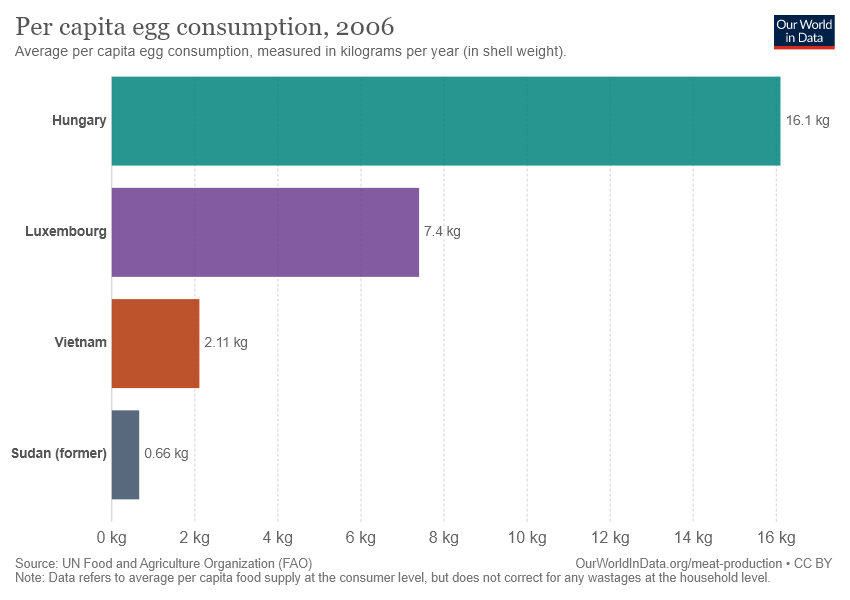 Per capita egg consumption, 2006
Our World
in Data
Average per capita egg consumption, measured in kilograms per year (in shell weight).
Hungary
16.1 kg
Luxembourg
7.4 kg
Vietnam
2.11 kg
Sudan (former)
0.66 kg
0 kg 2 kg 4 kg 6 kg 8 kg 10 kg 12 kg 14 kg 16 kg
Source: UN Food and Agriculture Organization (FAO) OurWorldInData.org/meat-production • CC BY
Note: Data refers to average per capita food supply at the consumer level, but does not correct for any wastages at the household level.